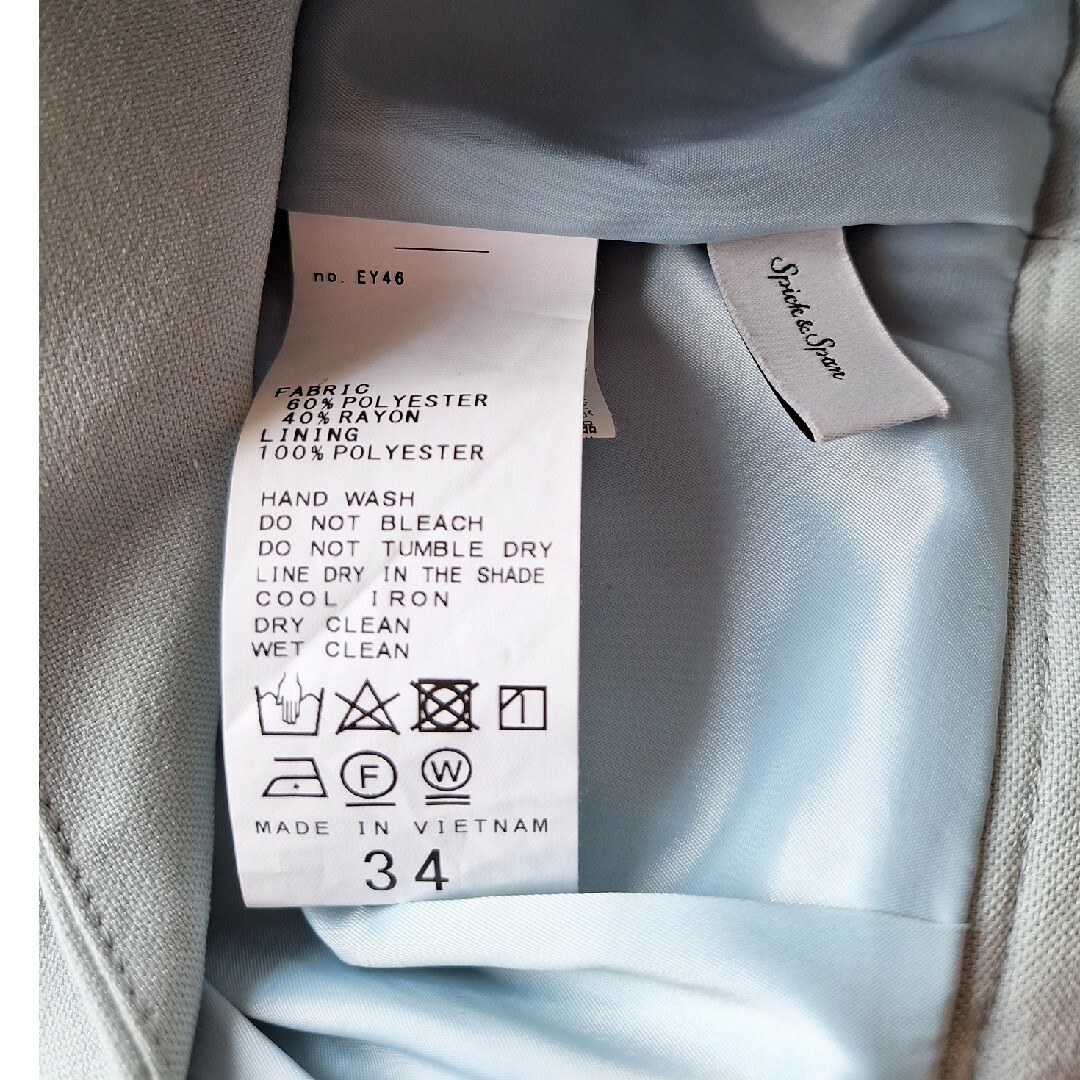 no. EY46
FABRIC
60% POLYESTER
40% RAYON
LINING
100% POLYESTER
HAND WASH
DO NOT BLEACH
DO NOT TUMBLE DRY
LINE DRY IN THE SHADE
COOL IRON
DRY CLEAN
WET CLEAN
F W
MADE IN VIETNAM
34
Spick & Span
品